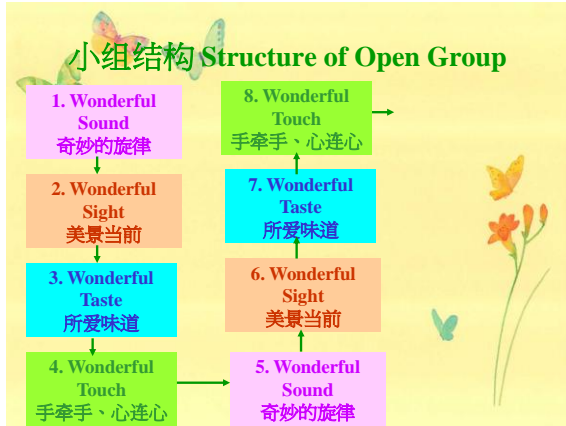 小组结构 Structure of Open Group
1. Wonderful
Sound
奇妙的旋律
2. Wonderful
Sight
美景当前
3. Wonderful
Taste
所爱味道
4. Wonderful
Touch
手牵手、心连心
5. Wonderful
Sound
奇妙的旋律
6. Wonderful
Sight
美景当前
7. Wonderful
Taste
所爱味道
8. Wonderful
Touch
手牵手、心连心